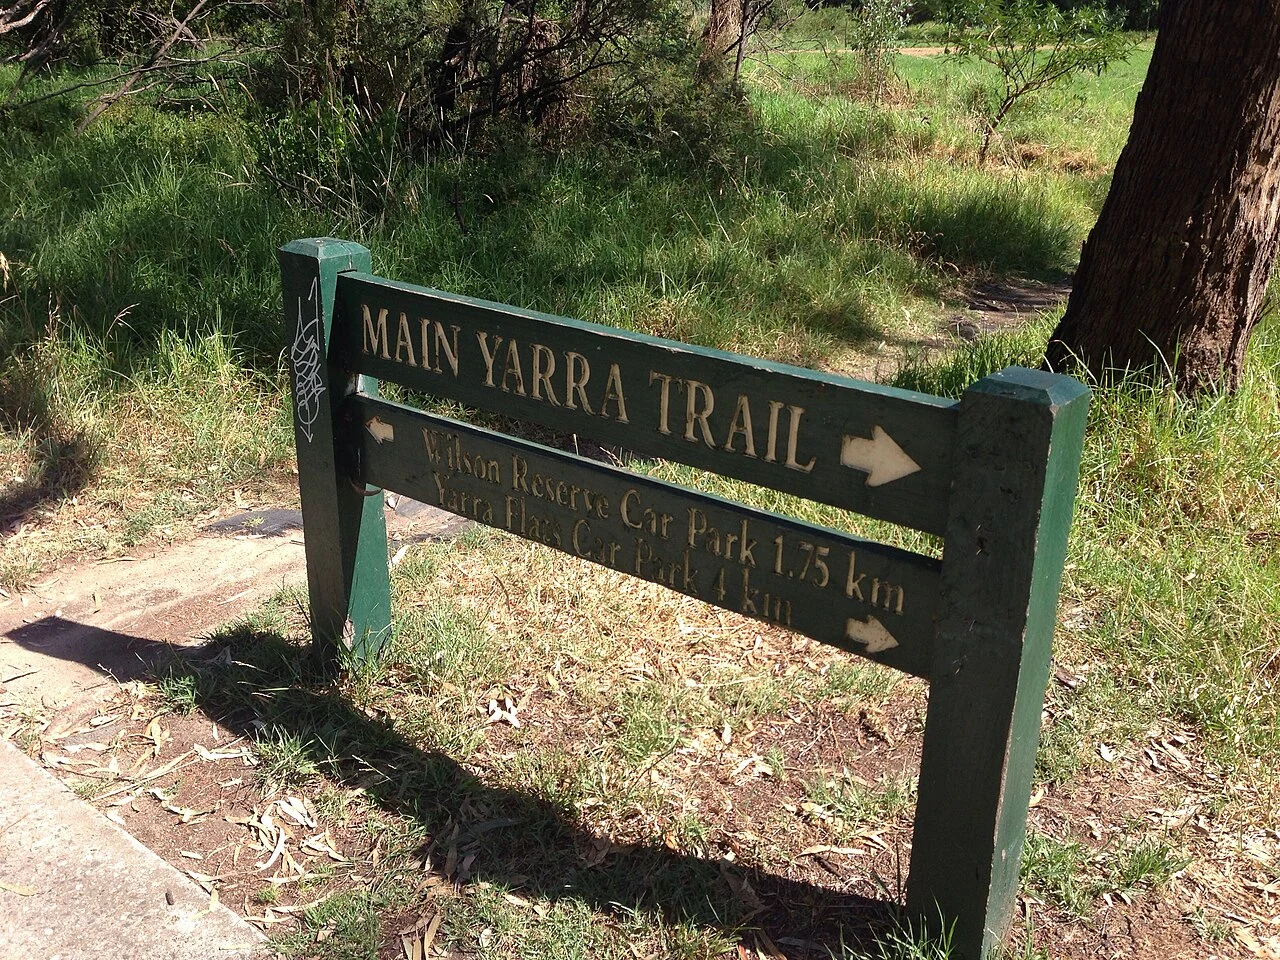 MAIN YARRA TRAIL
Wilson Reserve Car Park 1.75 km
Yarra Flats Car Park 4 km